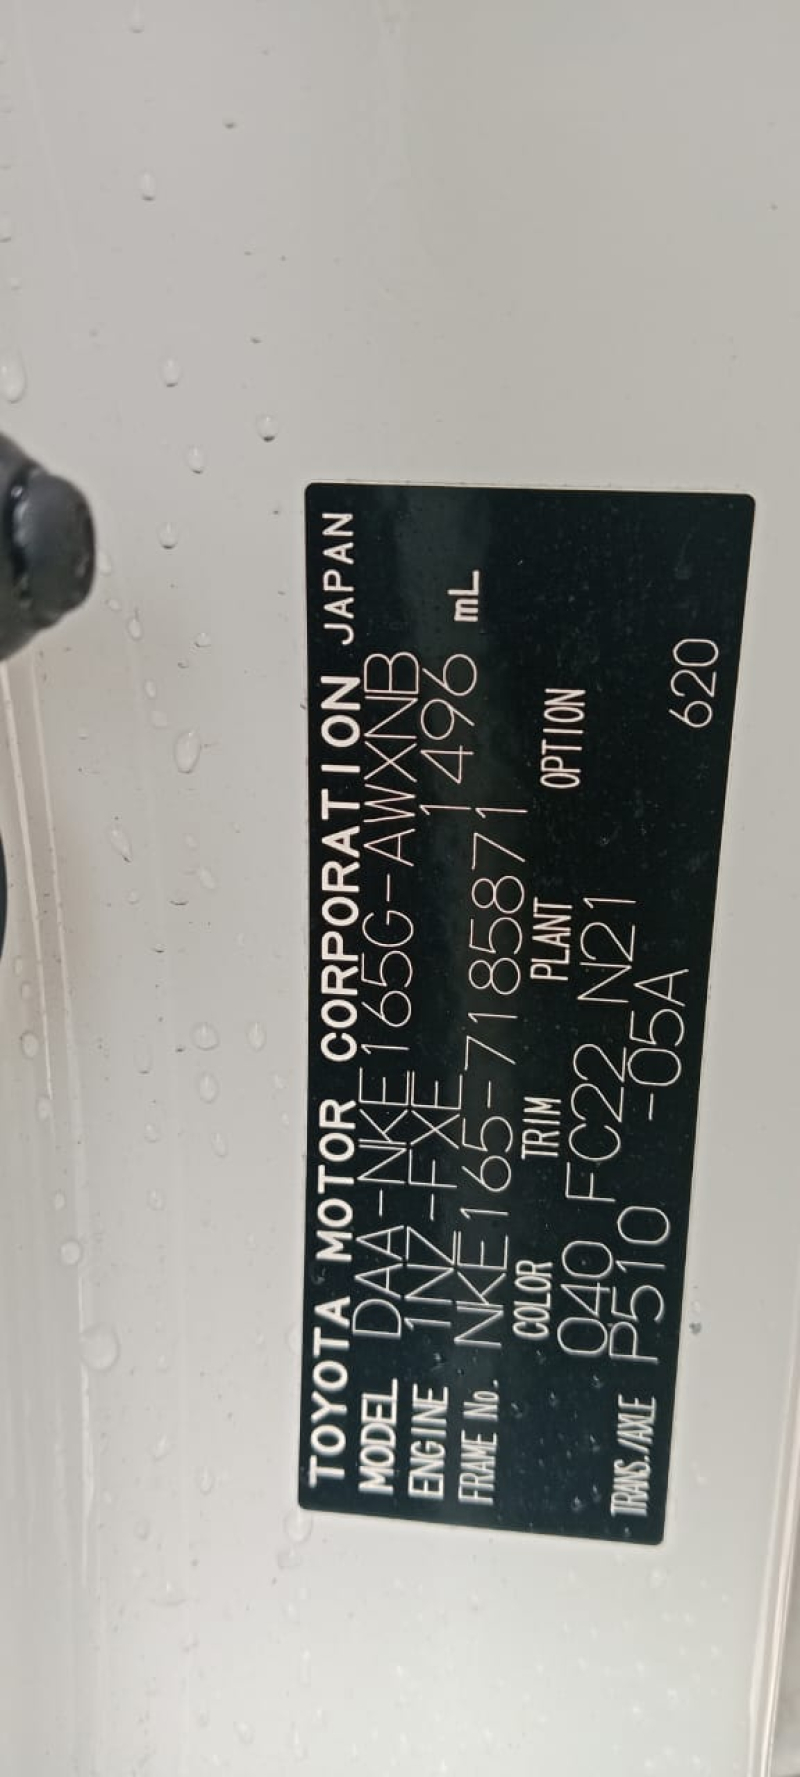 TOYOTA MOTOR CORPORATION JAPAN
MODEL DAA-NKE165G-AWXNB
ENGINE 1NZ-FXE 1496 mL
FRAME No. NKE165-7185871
COLOR TRIM PLANT OPTION
040 FC22 N21
TRANS./AXLE P510 -05A
620